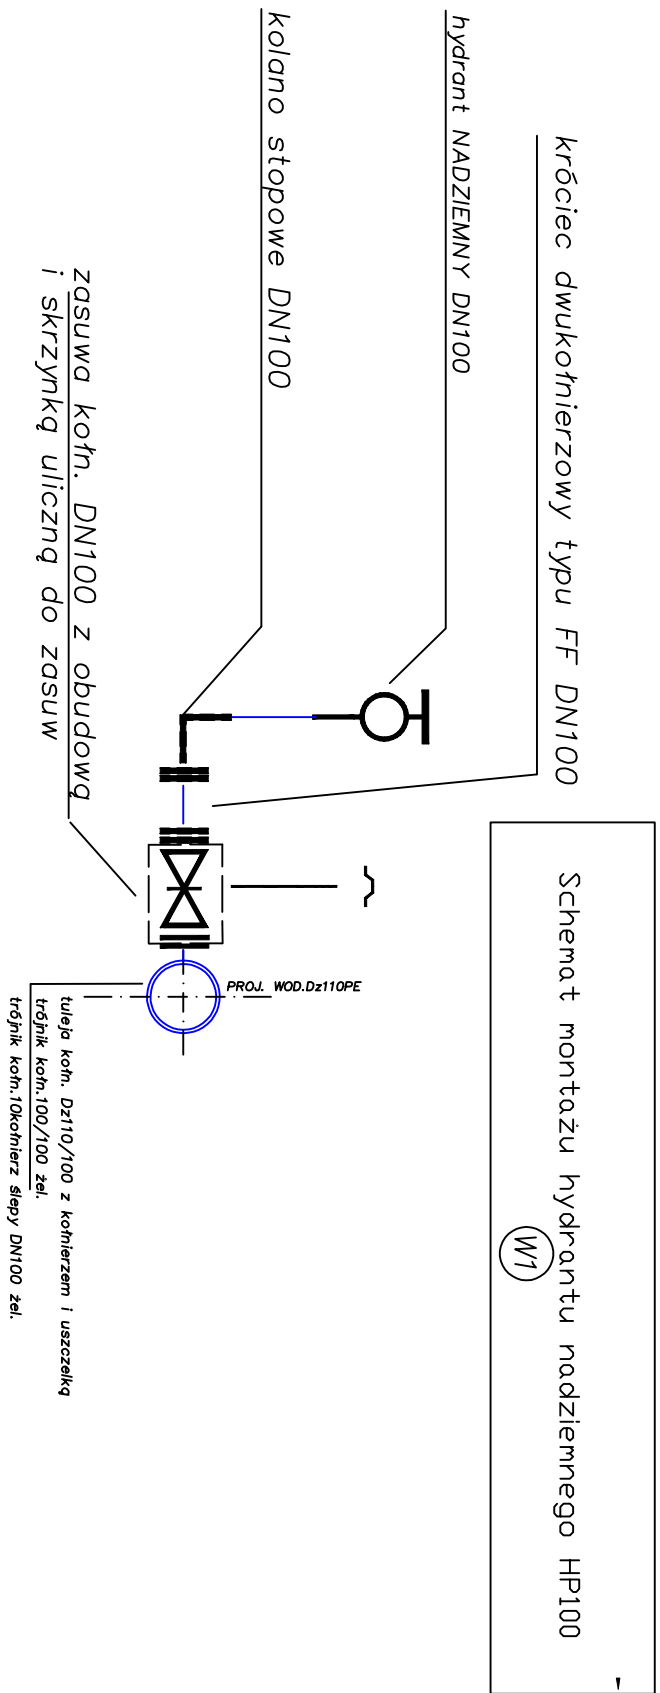 Schemat montażu hydrantu nadziemnego HP100
W1
króciec dwukołnierzowy typu FF DN100
hydrant NADZIEMNY DN100
kolano stopowe DN100
zasuwa kołn. DN100 z obudową
i skrzynką uliczną do zasuw
PROJ. WOD.Dz110PE
tuleja kołn. Dz110/100 z kołnierzem i uszczelką
trójnik kołn.100/100 żel.
trójnik kołn.10kołnierz ślepy DN100 żel.